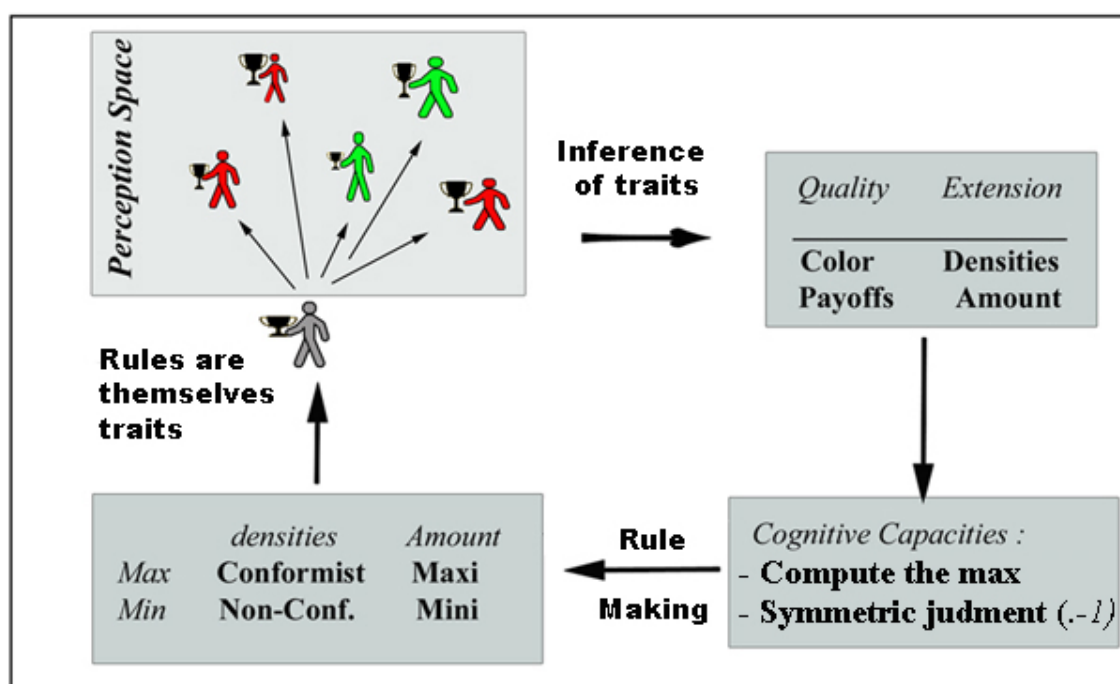 Perception Space
Inference
of traits
Quality Extension
Color Densities
Payoffs Amount
Cognitive Capacities :
- Compute the max
- Symmetric judgment (.-1)
Rule
Making
densities Amount
Max Conformist Maxi
Min Non-Conf. Mini
Rules are
themselves
traits